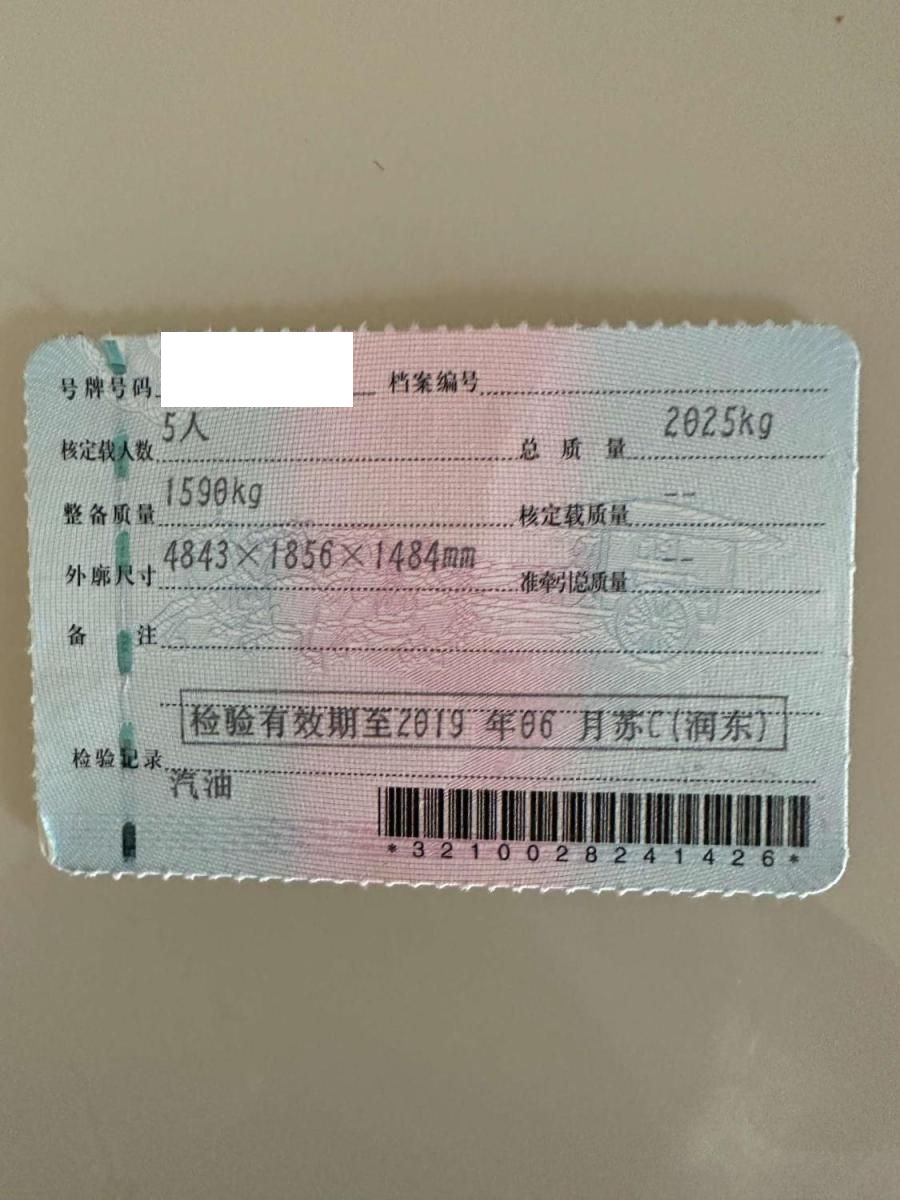 号牌号码 档案编号
核定载人数 5人 总质量 2025kg
整备质量 1590kg 核定载质量 --
外廓尺寸 4843×1856×1484mm 准牵引总质量 --
备注
检验有效期至2019 年06 月苏C(润东)
检验记录
汽油
*3210028241426*